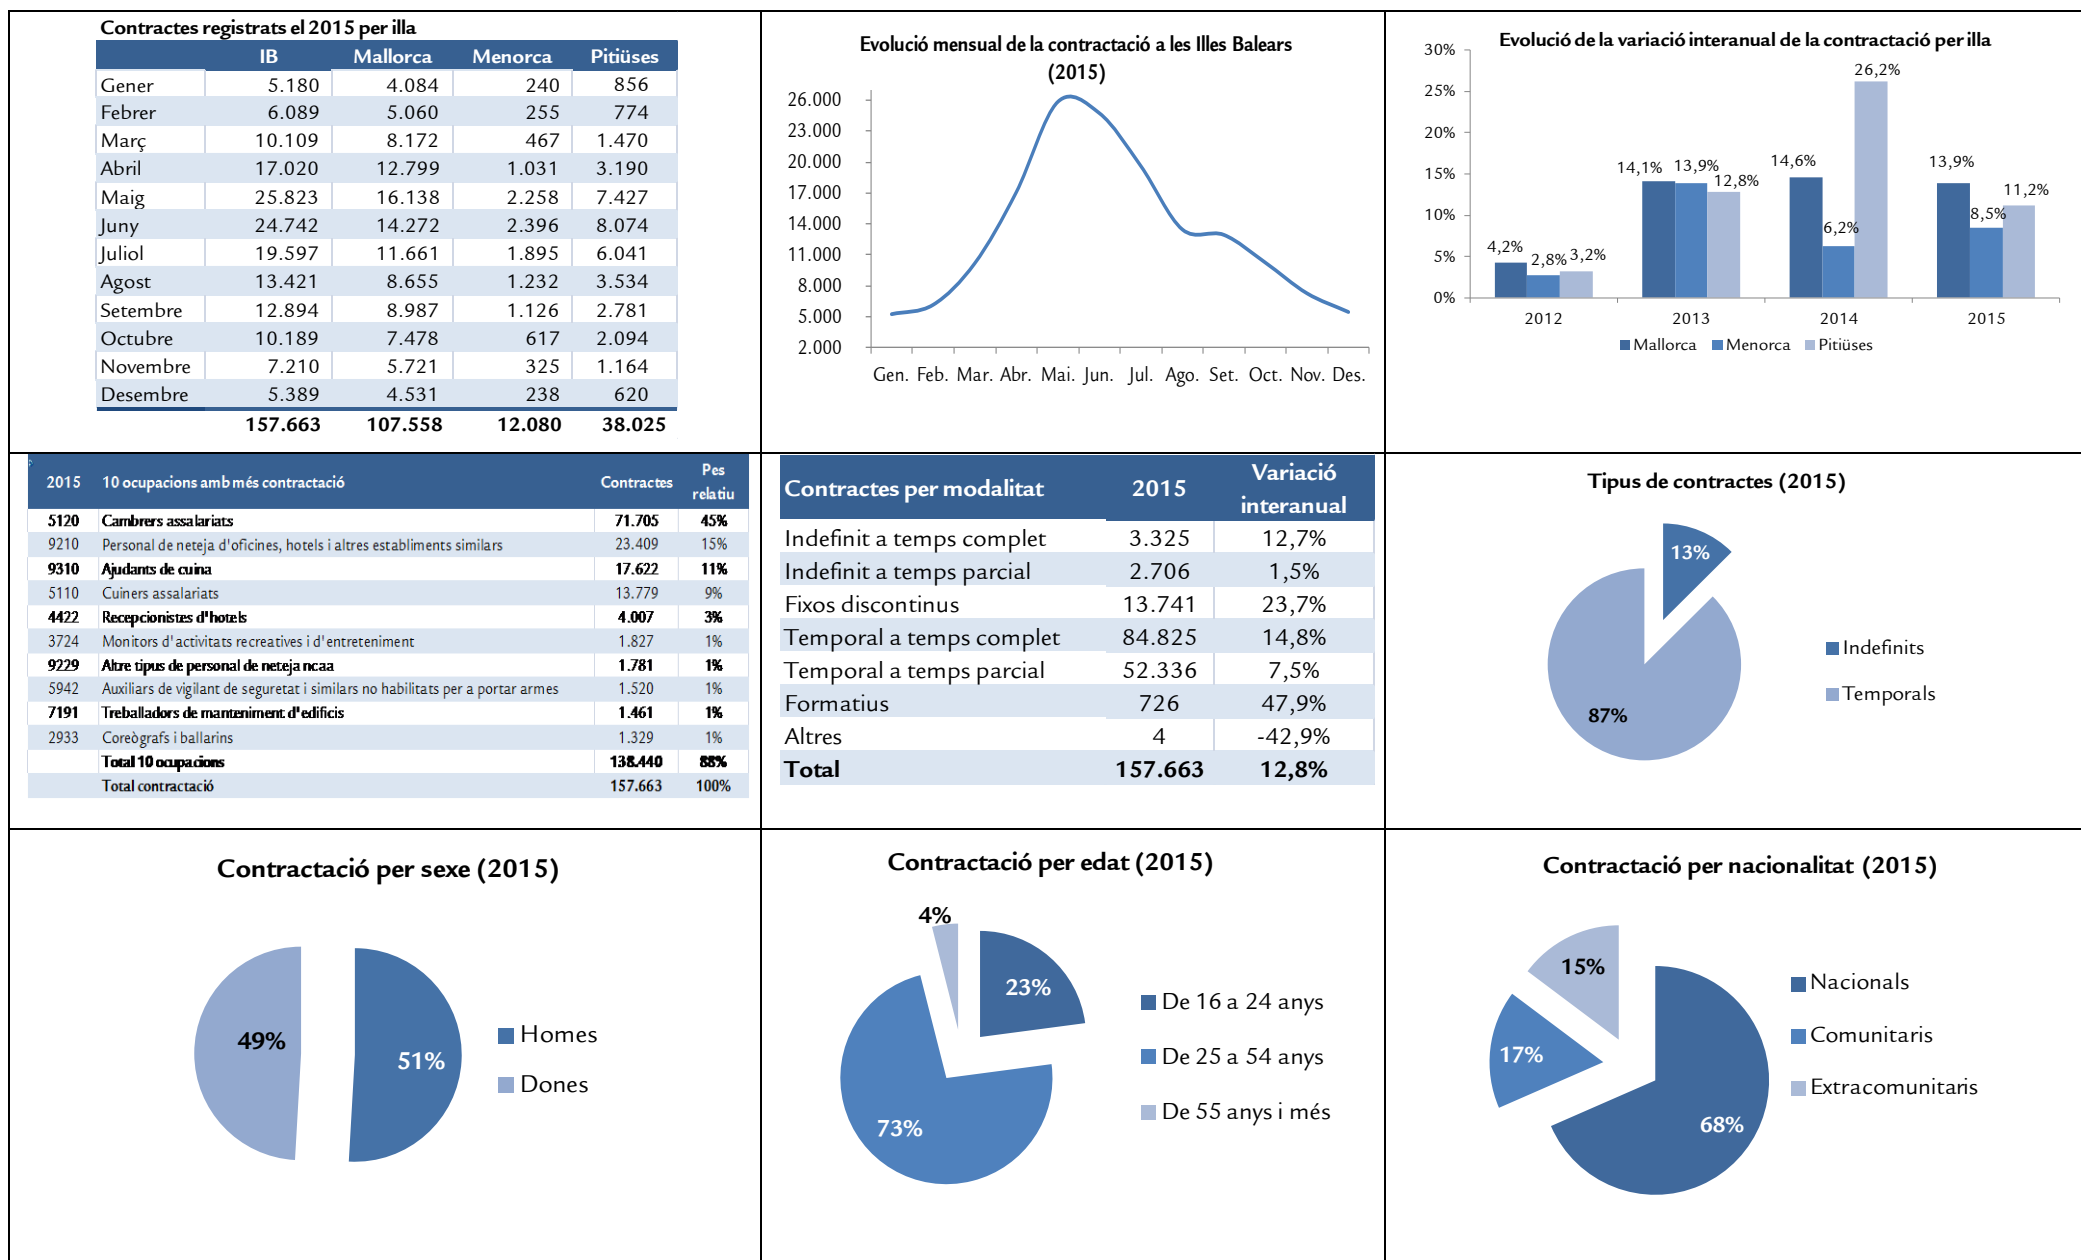 Contractes registrats el 2015 per illa
IB Mallorca Menorca Pitiüses
Gener 5.180 4.084 240 856
Febrer 6.089 5.060 255 774
Març 10.109 8.172 467 1.470
Abril 17.020 12.799 1.031 3.190
Maig 25.823 16.138 2.258 7.427
Juny 24.742 14.272 2.396 8.074
Juliol 19.597 11.661 1.895 6.041
Agost 13.421 8.655 1.232 3.534
Setembre 12.894 8.987 1.126 2.781
Octubre 10.189 7.478 617 2.094
Novembre 7.210 5.721 325 1.164
Desembre 5.389 4.531 238 620
157.663 107.558 12.080 38.025
Evolució mensual de la contractació a les Illes Balears
(2015)
26.000
23.000
20.000
17.000
14.000
11.000
8.000
5.000
2.000
Gen. Feb. Mar. Abr. Mai. Jun. Jul. Ago. Set. Oct. Nov. Des.
Evolució de la variació interanual de la contractació per illa
30%
25%
20%
15%
10%
5%
0%
4,2% 2,8% 3,2%
14,1% 13,9% 12,8%
14,6% 6,2% 26,2%
13,9% 8,5% 11,2%
2012 2013 2014 2015
Mallorca Menorca Pitiüses
2015 10 ocupacions amb més contractació Contractes Pes
relatiu
5120 Cambrers assalariats 71.705 45%
9210 Personal de neteja d'oficines, hotels i altres establiments similars 23.409 15%
9310 Ajudants de cuina 17.622 11%
5110 Cuiners assalariats 13.779 9%
4422 Recepcionistes d'hotels 4.007 3%
3724 Monitors d'activitats recreatives i d'entreteniment 1.827 1%
9229 Altre tipus de personal de neteja ncaa 1.781 1%
5942 Auxiliars de vigilant de seguretat i similars no habilitats per a portar armes 1.520 1%
7191 Treballadors de manteniment d'edificis 1.461 1%
2933 Coreògrafs i ballarins 1.329 1%
Total 10 ocupacions 138.440 88%
Total contractació 157.663 100%
Contractes per modalitat 2015 Variació
interanual
Indefinit a temps complet 3.325 12,7%
Indefinit a temps parcial 2.706 1,5%
Fixos discontinus 13.741 23,7%
Temporal a temps complet 84.825 14,8%
Temporal a temps parcial 52.336 7,5%
Formatius 726 47,9%
Altres 4 -42,9%
Total 157.663 12,8%
Tipus de contractes (2015)
13%
87%
Indefinits
Temporals
Contractació per sexe (2015)
49%
51%
Homes
Dones
Contractació per edat (2015)
4%
23%
73%
De 16 a 24 anys
De 25 a 54 anys
De 55 anys i més
Contractació per nacionalitat (2015)
15%
17%
68%
Nacionals
Comunitaris
Extracomunitaris